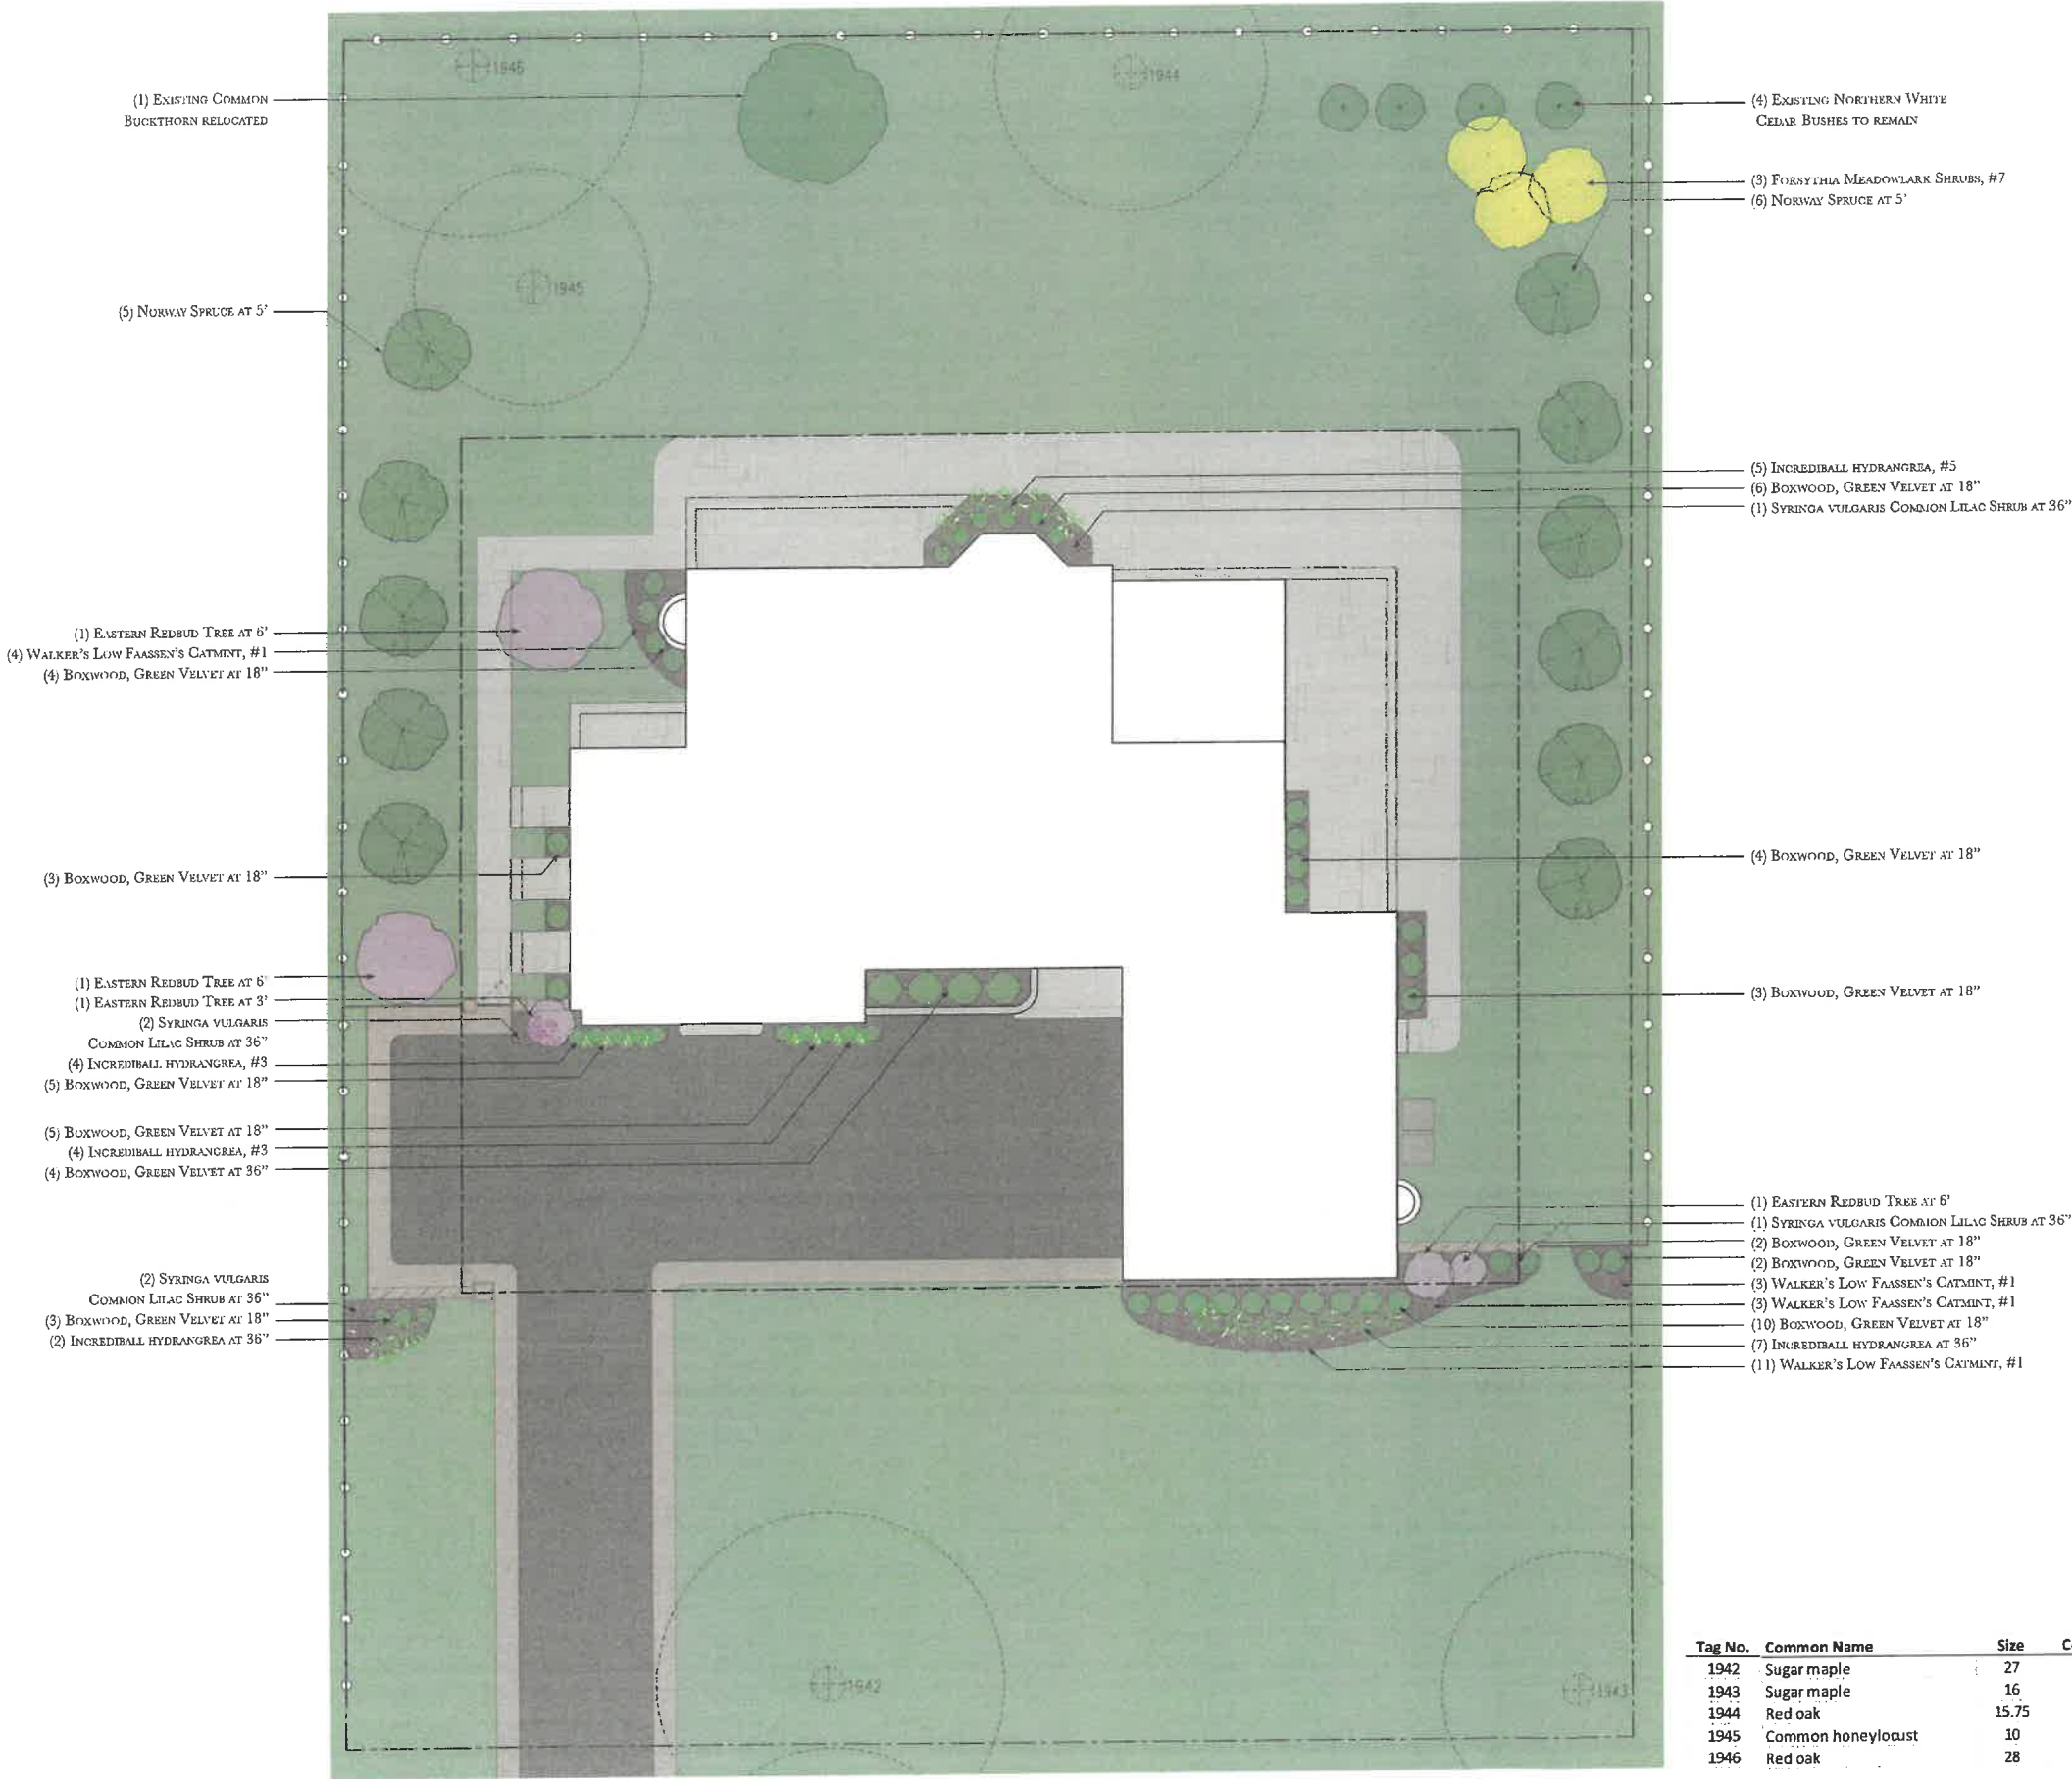 (1) Existing Common
Buckthorn relocated
(5) Norway Spruce at 5'
(1) Eastern Redbud Tree at 6'
(4) Walker's Low Faassen's Catmint, #1
(4) Boxwood, Green Velvet at 18"
(3) Boxwood, Green Velvet at 18"
(1) Eastern Redbud Tree at 6'
(1) Eastern Redbud Tree at 3'
(2) Syringa vulgaris
Common Lilac Shrub at 36"
(4) Incrediball hydrangrea, #3
(5) Boxwood, Green Velvet at 18"
(5) Boxwood, Green Velvet at 18"
(4) Incrediball hydrangrea, #3
(4) Boxwood, Green Velvet at 36"
(2) Syringa vulgaris
Common Lilac Shrub at 36"
(3) Boxwood, Green Velvet at 18"
(2) Incrediball hydrangrea at 36"
1946
1944
1945
1942
1943
(4) Existing Northern White
Cedar Bushes to remain
(3) Forsythia Meadowlark Shrubs, #7
(6) Norway Spruce at 5'
(5) Incrediball hydrangrea, #5
(6) Boxwood, Green Velvet at 18"
(1) Syringa vulgaris Common Lilac Shrub at 36"
(4) Boxwood, Green Velvet at 18"
(3) Boxwood, Green Velvet at 18"
(1) Eastern Redbud Tree at 6'
(1) Syringa vulgaris Common Lilac Shrub at 36"
(2) Boxwood, Green Velvet at 18"
(2) Boxwood, Green Velvet at 18"
(3) Walker's Low Faassen's Catmint, #1
(3) Walker's Low Faassen's Catmint, #1
(10) Boxwood, Green Velvet at 18"
(7) Incrediball hydrangrea at 36"
(11) Walker's Low Faassen's Catmint, #1
Tag No. Common Name Size
1942 Sugar maple 27
1943 Sugar maple 16
1944 Red oak 15.75
1945 Common honeylocust 10
1946 Red oak 28